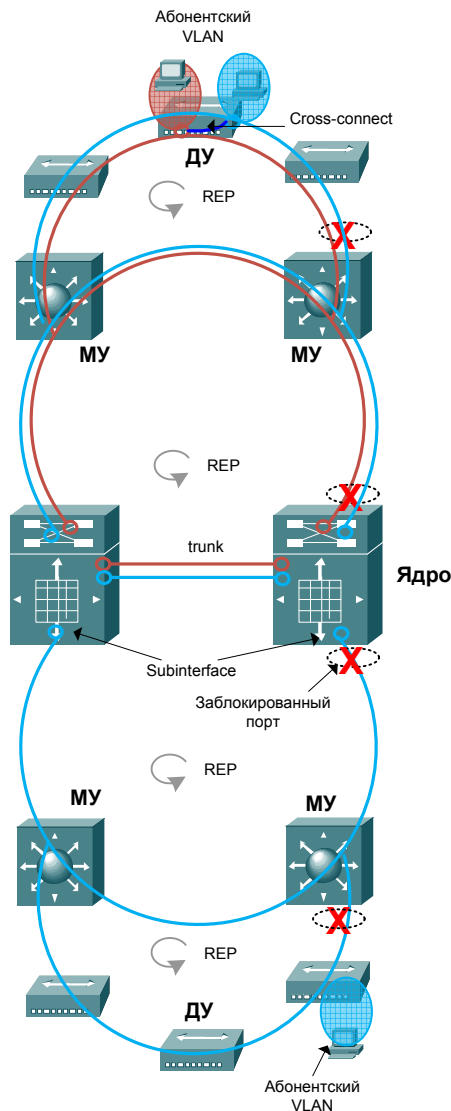 Абонентский
VLAN
Cross-connect
ДУ
REP
X
МУ
МУ
REP
X
trunk
Ядро
Subinterface
X
Заблокированный
порт
REP
МУ
МУ
X
REP
ДУ
Абонентский
VLAN